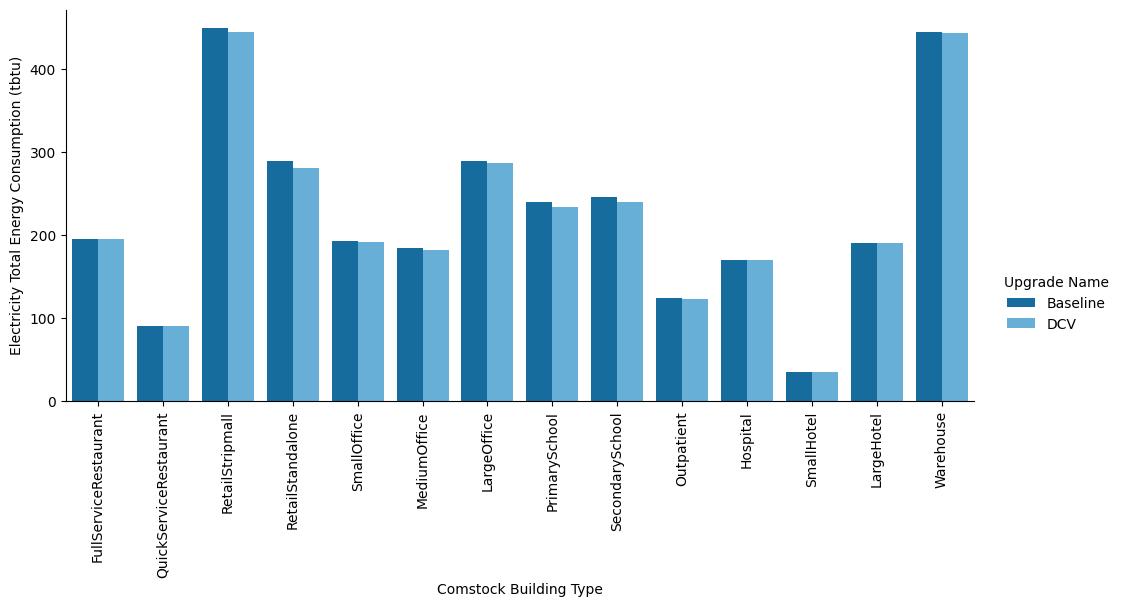 Electricity Total Energy Consumption (tbtu)
400
300
200
100
0
FullServiceRestaurant
QuickServiceRestaurant
RetailStripmall
RetailStandalone
SmallOffice
MediumOffice
LargeOffice
PrimarySchool
SecondarySchool
Outpatient
Hospital
SmallHotel
LargeHotel
Warehouse
Comstock Building Type
Upgrade Name
Baseline
DCV